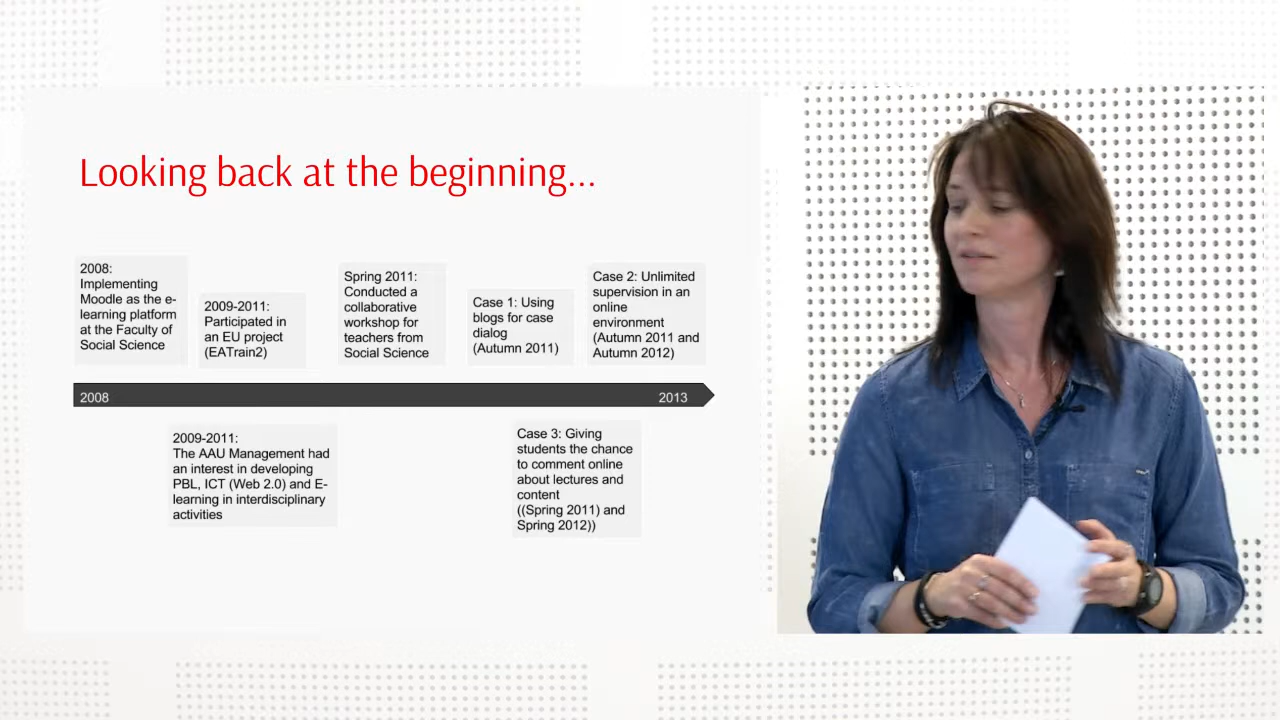 Looking back at the beginning...
2008:
Implementing
Moodle as the e-
learning platform
at the Faculty of
Social Science
2009-2011:
Participated in
an EU project
(EATrain2)
Spring 2011:
Conducted a
collaborative
workshop for
teachers from
Social Science
Case 1: Using
blogs for case
dialog
(Autumn 2011)
Case 2: Unlimited
supervision in an
online
environment
(Autumn 2011 and
Autumn 2012)
2008
2013
2009-2011:
The AAU Management had
an interest in developing
PBL, ICT (Web 2.0) and E-
learning in interdisciplinary
activities
Case 3: Giving
students the chance
to comment online
about lectures and
content
((Spring 2011) and
Spring 2012))